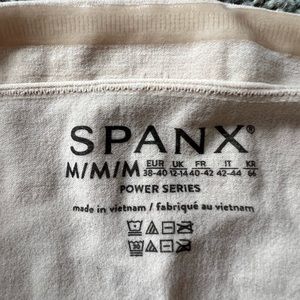 SPANX®
M/M/M EUR UK FR IT KR
38-40 12-14 40-42 42-44 66
POWER SERIES
made in vietnam / fabriqué au vietnam